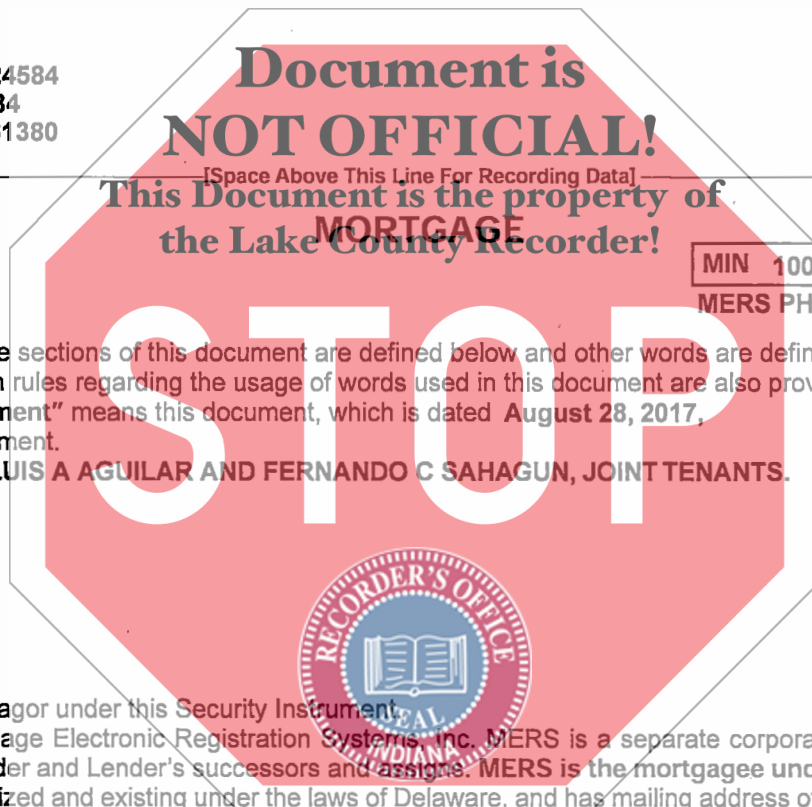 4584
Document is
34
1380
NOT OFFICIAL!
[Space Above This Line For Recording Data]
This Document is the property of
MORTGAGE
the Lake County Recorder!
MIN 100
MERS PH
STOP
e sections of this document are defined below and other words are defin
rules regarding the usage of words used in this document are also prov
ment" means this document, which is dated August 28, 2017,
ment.
LUIS A AGUILAR AND FERNANDO C SAHAGUN, JOINT TENANTS.
RECORDER'S OFFICE
SEAL
INDIANA
agor under this Security Instrument.
age Electronic Registration Systems, Inc. MERS is a separate corpora
der and Lender's successors and assigns. MERS is the mortgagee und
ized and existing under the laws of Delaware, and has mailing address o